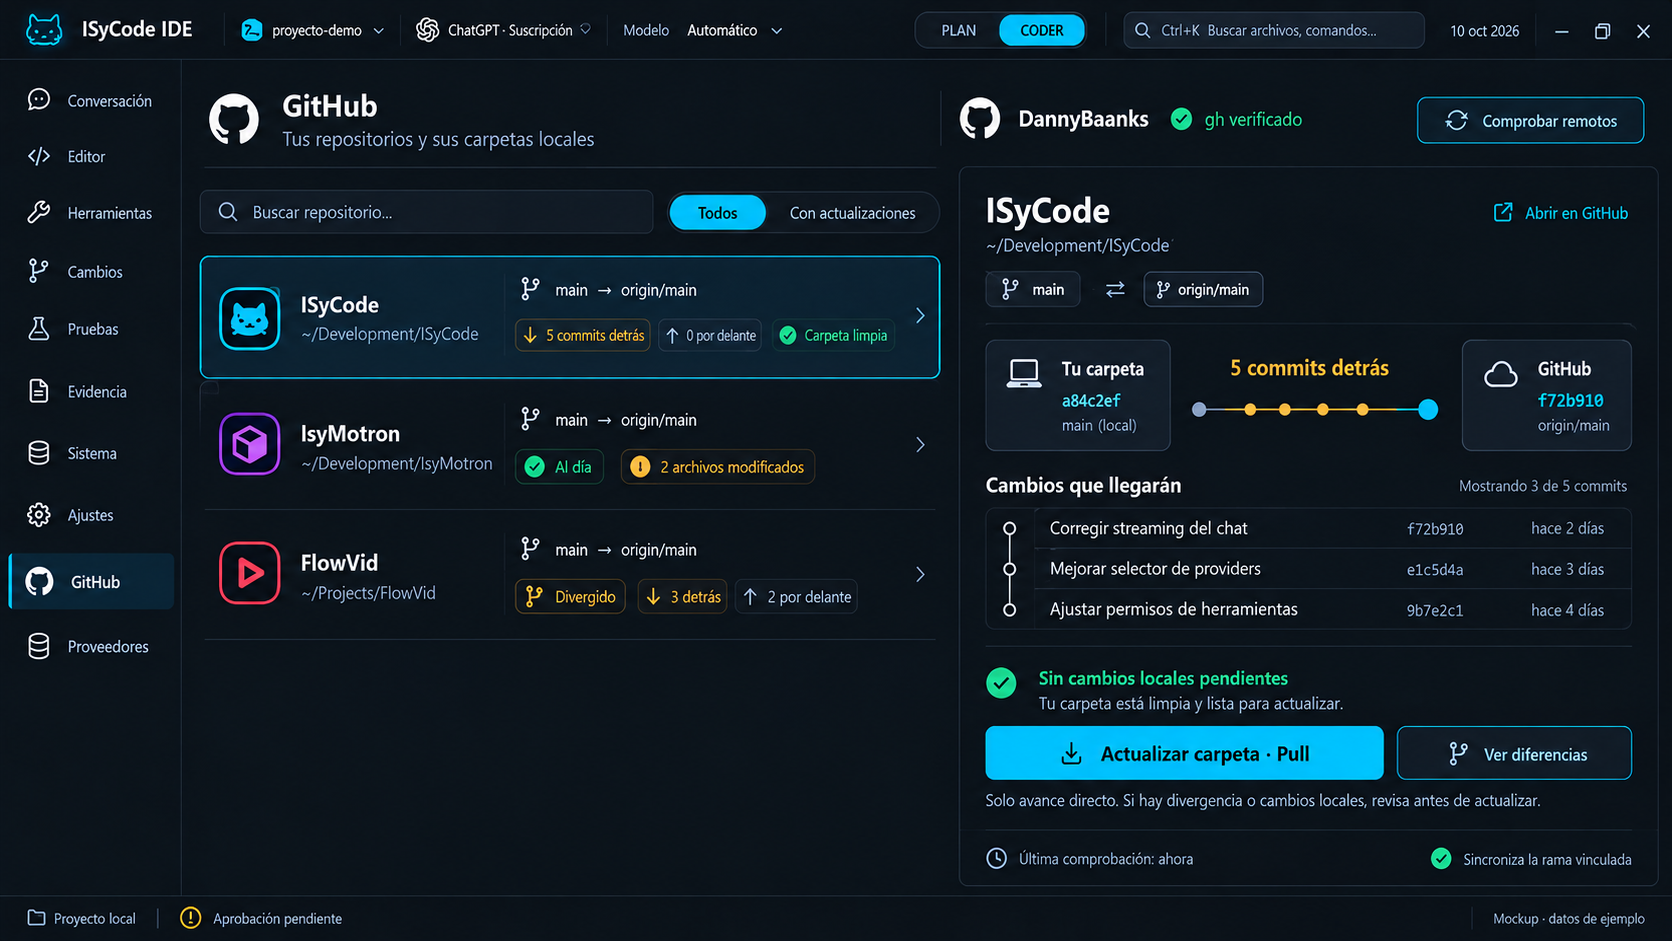 ISyCode IDE
proyecto-demo
ChatGPT · Suscripción
Modelo Automático
PLAN CODER
Ctrl+K Buscar archivos, comandos...
10 oct 2026
Conversación
Editor
Herramientas
Cambios
Pruebas
Evidencia
Sistema
Ajustes
GitHub
Proveedores
GitHub
Tus repositorios y sus carpetas locales
Buscar repositorio...
Todos Con actualizaciones
ISyCode
~/Development/ISyCode
main → origin/main
↓ 5 commits detrás ↑ 0 por delante Carpeta limpia
IsyMotron
~/Development/IsyMotron
main → origin/main
Al día 2 archivos modificados
FlowVid
~/Projects/FlowVid
main → origin/main
Divergido ↓ 3 detrás ↑ 2 por delante
DannyBaanks gh verificado
Comprobar remotos
ISyCode
Abrir en GitHub
~/Development/ISyCode
main ⇄ origin/main
Tu carpeta
a84c2ef
main (local)
5 commits detrás
GitHub
f72b910
origin/main
Cambios que llegarán
Mostrando 3 de 5 commits
Corregir streaming del chat f72b910 hace 2 días
Mejorar selector de providers e1c5d4a hace 3 días
Ajustar permisos de herramientas 9b7e2c1 hace 4 días
Sin cambios locales pendientes
Tu carpeta está limpia y lista para actualizar.
Actualizar carpeta · Pull
Ver diferencias
Solo avance directo. Si hay divergencia o cambios locales, revisa antes de actualizar.
Última comprobación: ahora
Sincroniza la rama vinculada
Proyecto local
Aprobación pendiente
Mockup · datos de ejemplo